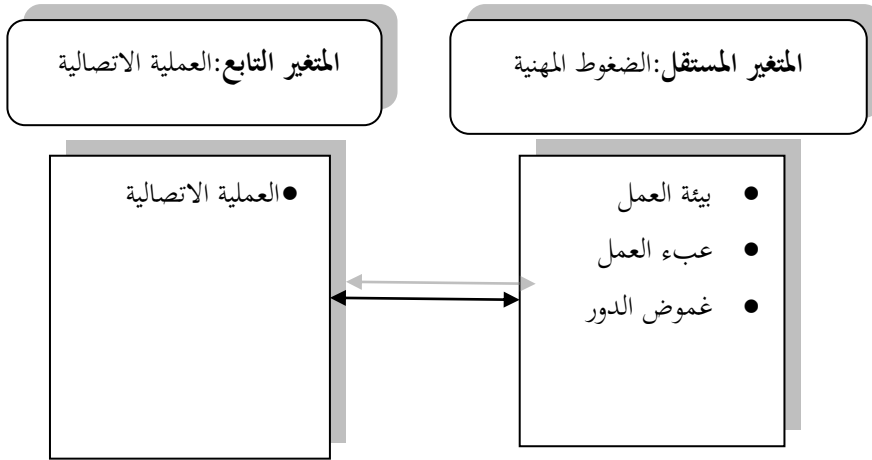 المتغير المستقل:الضغوط المهنية
المتغير التابع:العملية الاتصالية
● بيئة العمل
● عبء العمل
● غموض الدور
●العملية الاتصالية